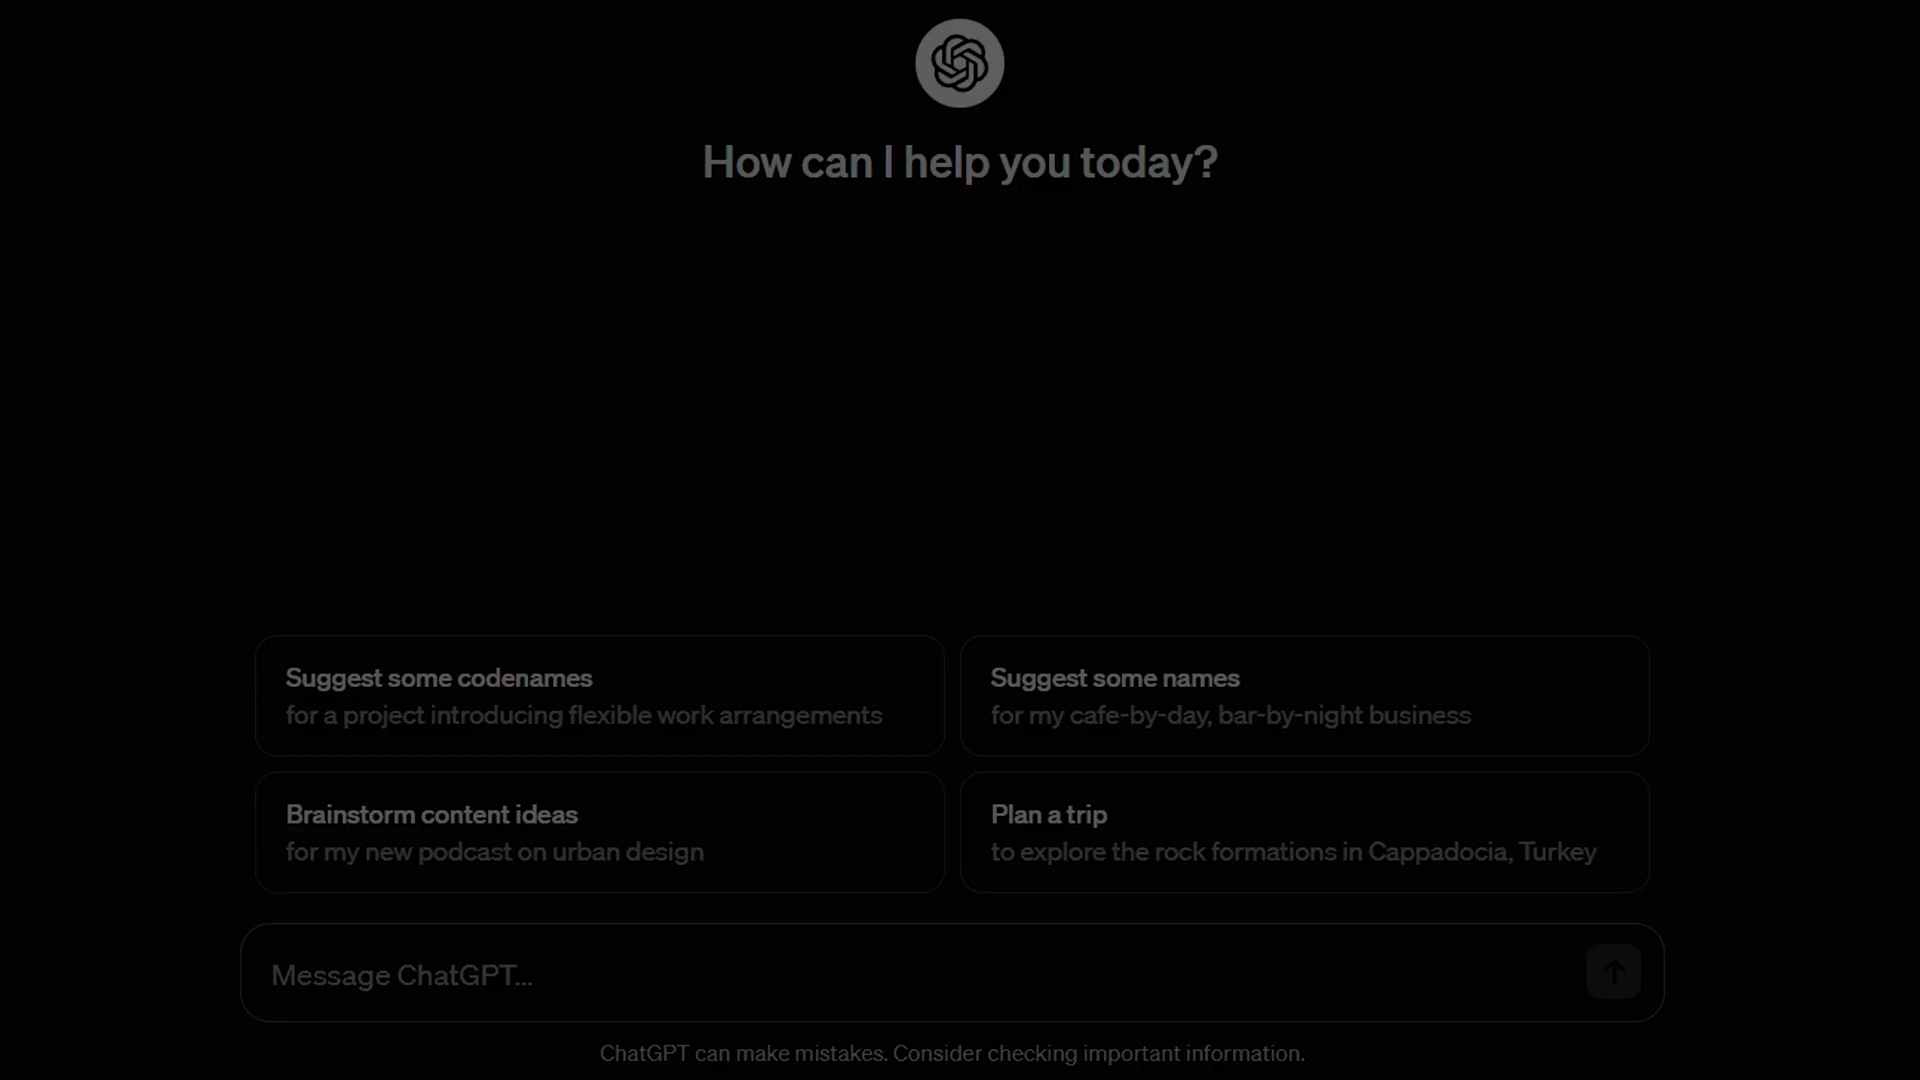 How can I help you today?
Suggest some codenames
for a project introducing flexible work arrangements
Suggest some names
for my cafe-by-day, bar-by-night business
Brainstorm content ideas
for my new podcast on urban design
Plan a trip
to explore the rock formations in Cappadocia, Turkey
Message ChatGPT...
ChatGPT can make mistakes. Consider checking important information.